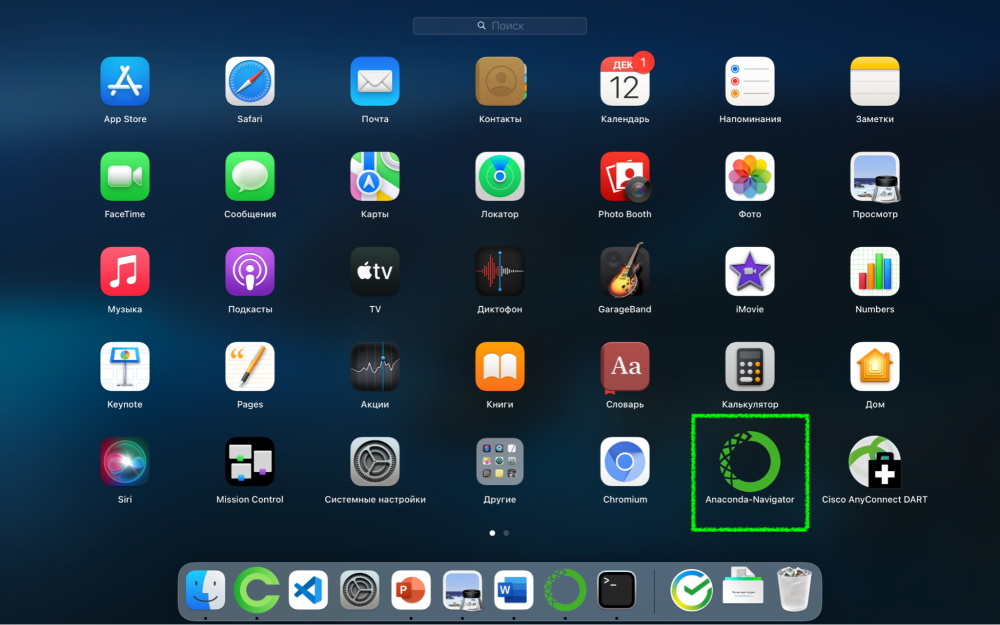 Поиск
App Store
Safari
Почта
Контакты
ДЕК
1
12
Календарь
Напоминания
Заметки
FaceTime
Сообщения
Карты
Локатор
Photo Booth
Фото
Просмотр
Музыка
Подкасты
tv
TV
Диктофон
GarageBand
iMovie
Numbers
Keynote
Pages
Акции
Книги
Aa
Словарь
Калькулятор
Дом
Siri
Mission Control
Системные настройки
Другие
Chromium
Anaconda-Navigator
Cisco AnyConnect DART
P
W
>_